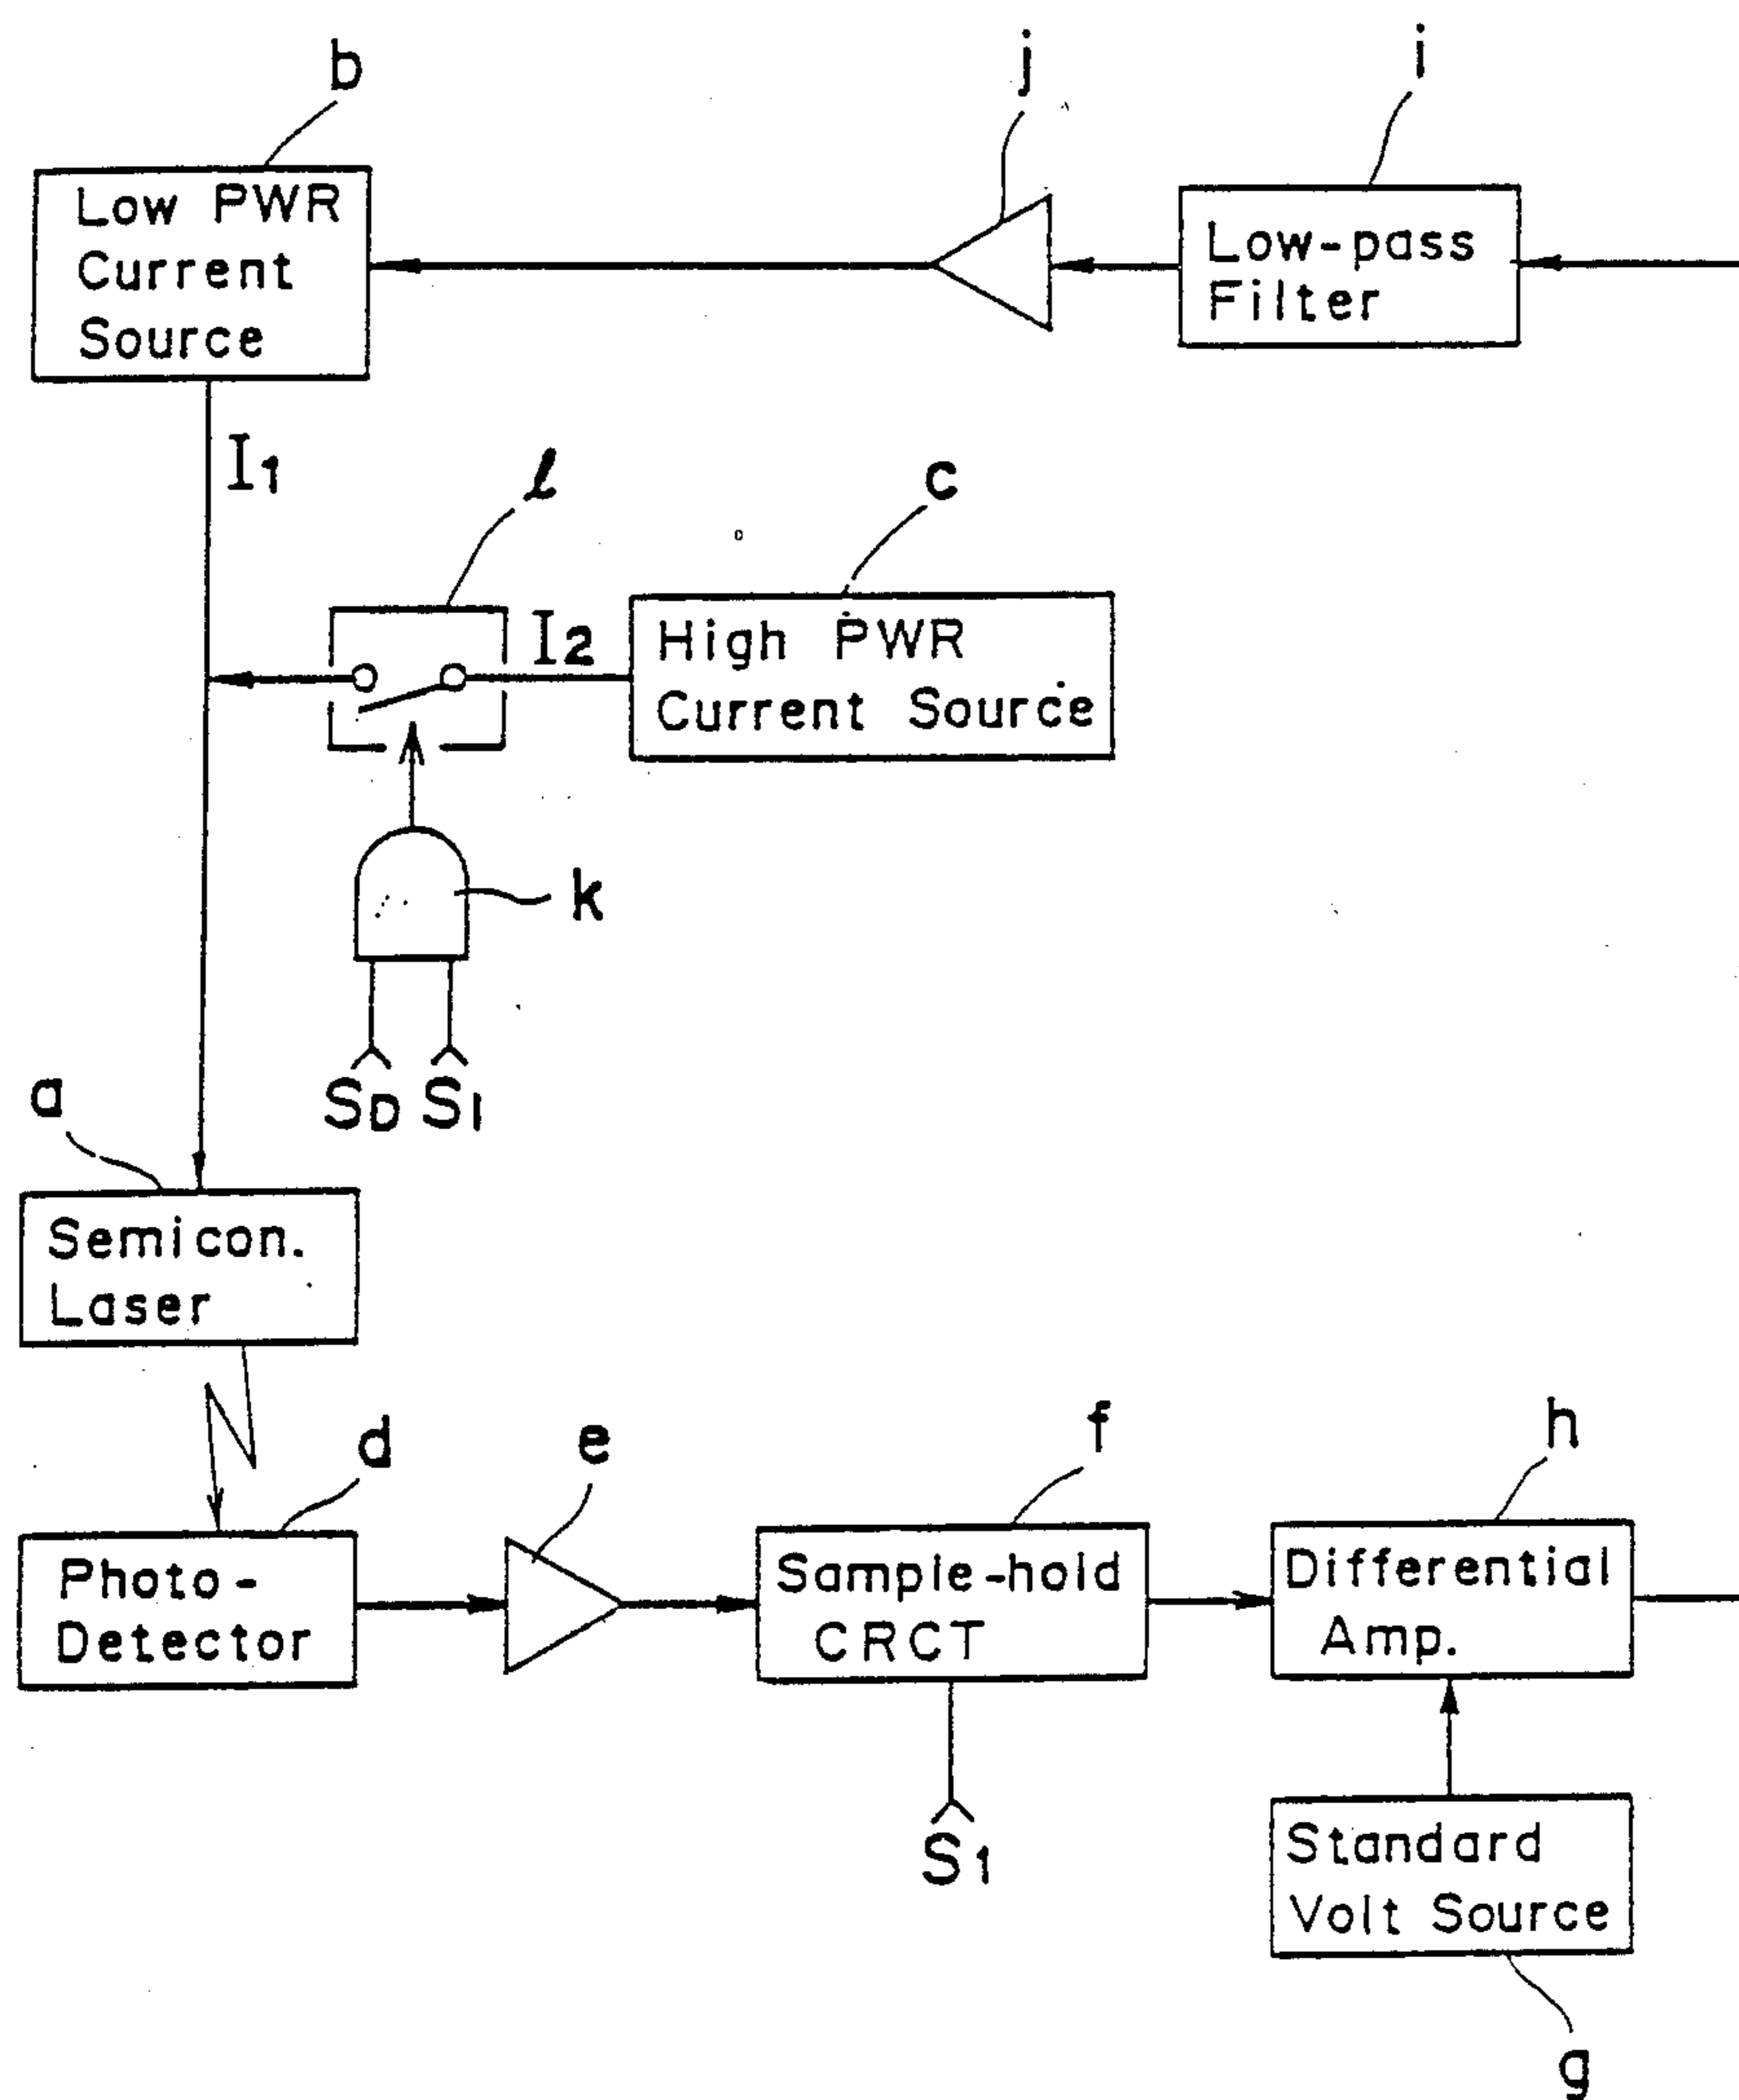 b
j
i
Low PWR
Current
Source
Low-pass
Filter
I1
l
c
I2
High PWR
Current Source
k
SD SI
a
Semicon.
Laser
d
e
f
h
Photo-
Detector
Sample-hold
CRCT
Differential
Amp.
S1
Standard
Volt Source
g